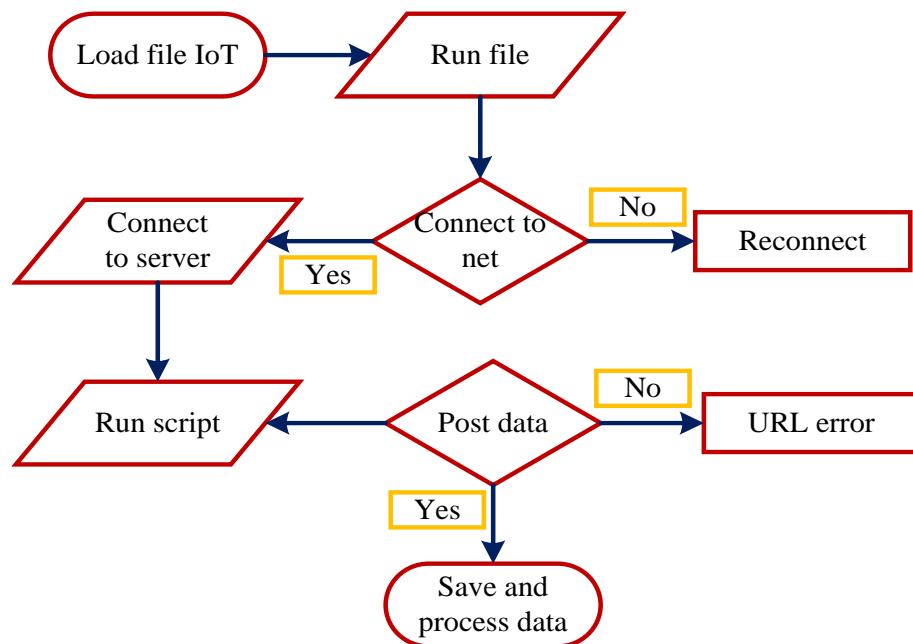 Load file IoT
Run file
Connect to
net
No
Reconnect
Yes
Connect
to server
Run script
Post data
No
URL error
Yes
Save and
process data